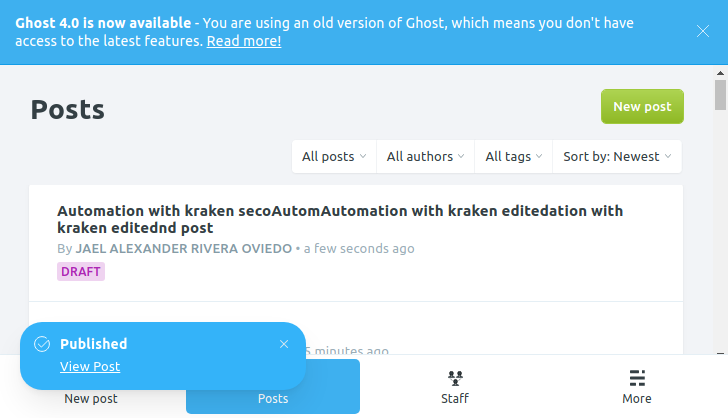 Ghost 4.0 is now available - You are using an old version of Ghost, which means you don't have
access to the latest features. Read more!
Posts
New post
All posts
All authors
All tags
Sort by: Newest
Automation with kraken secoAutomAutomation with kraken editedation with
kraken editednd post
By JAEL ALEXANDER RIVERA OVIEDO • a few seconds ago
DRAFT
5 minutes ago
Published
View Post
New post
Posts
Staff
More